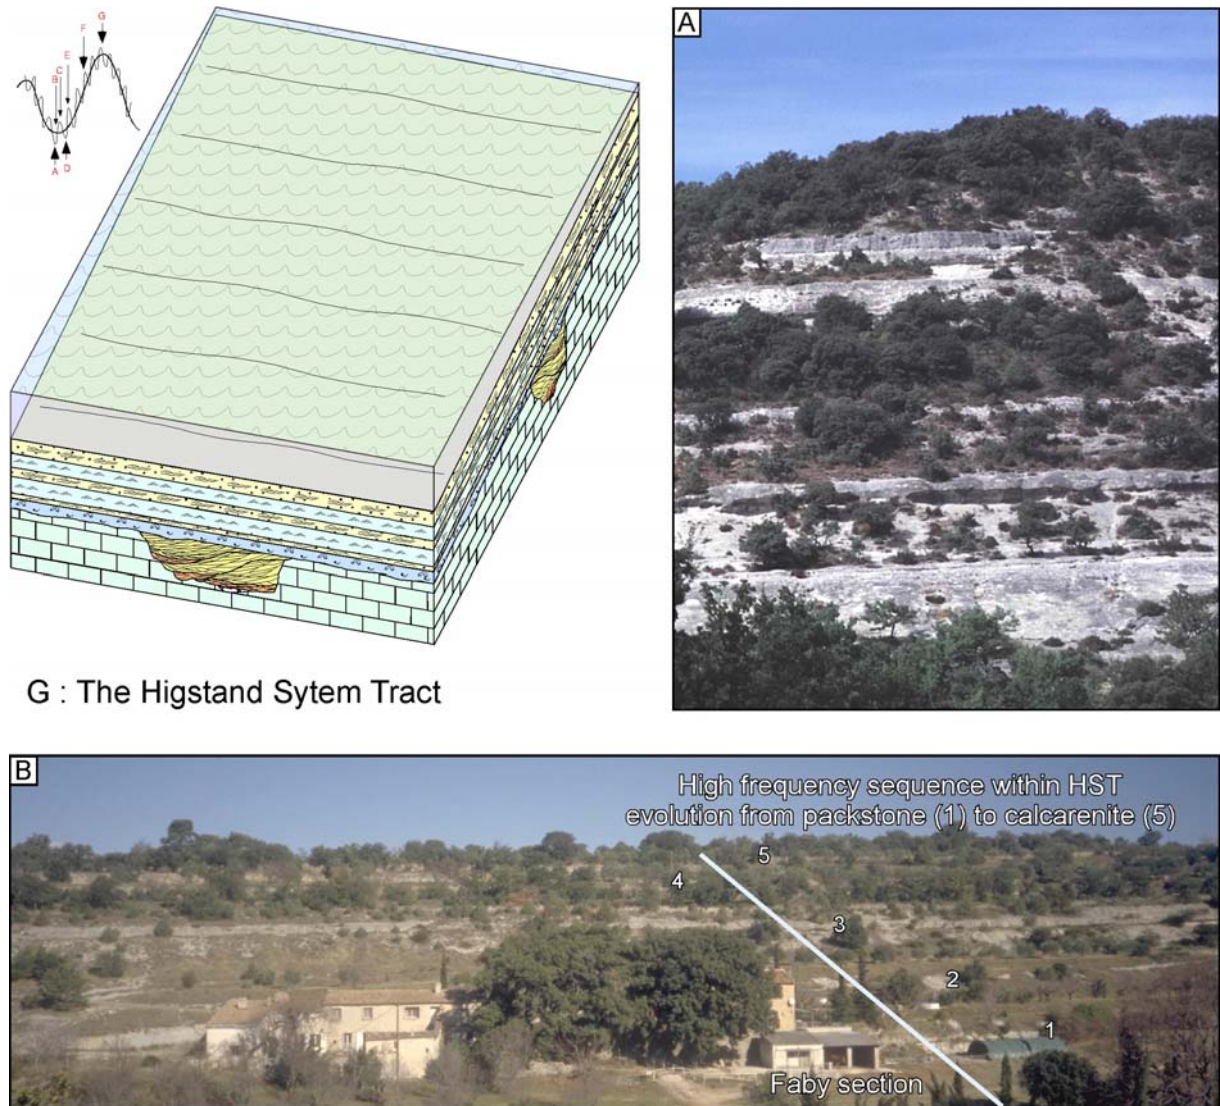 G
F
E
C
B
A
D
G : The Higstand Sytem Tract
A
B
High frequency sequence within HST
evolution from packstone (1) to calcarenite (5)
5
4
3
2
1
Faby section